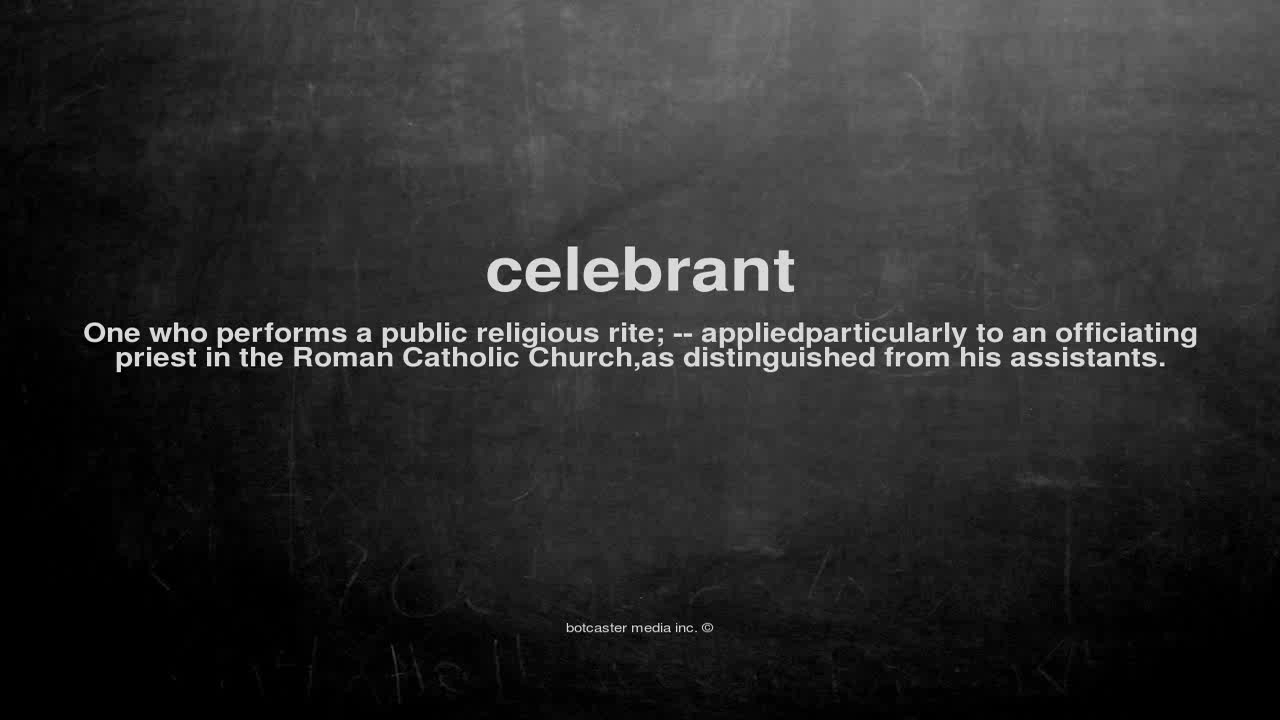 celebrant
One who performs a public religious rite; -- appliedparticularly to an officiating
priest in the Roman Catholic Church,as distinguished from his assistants.
botcaster media inc. ©